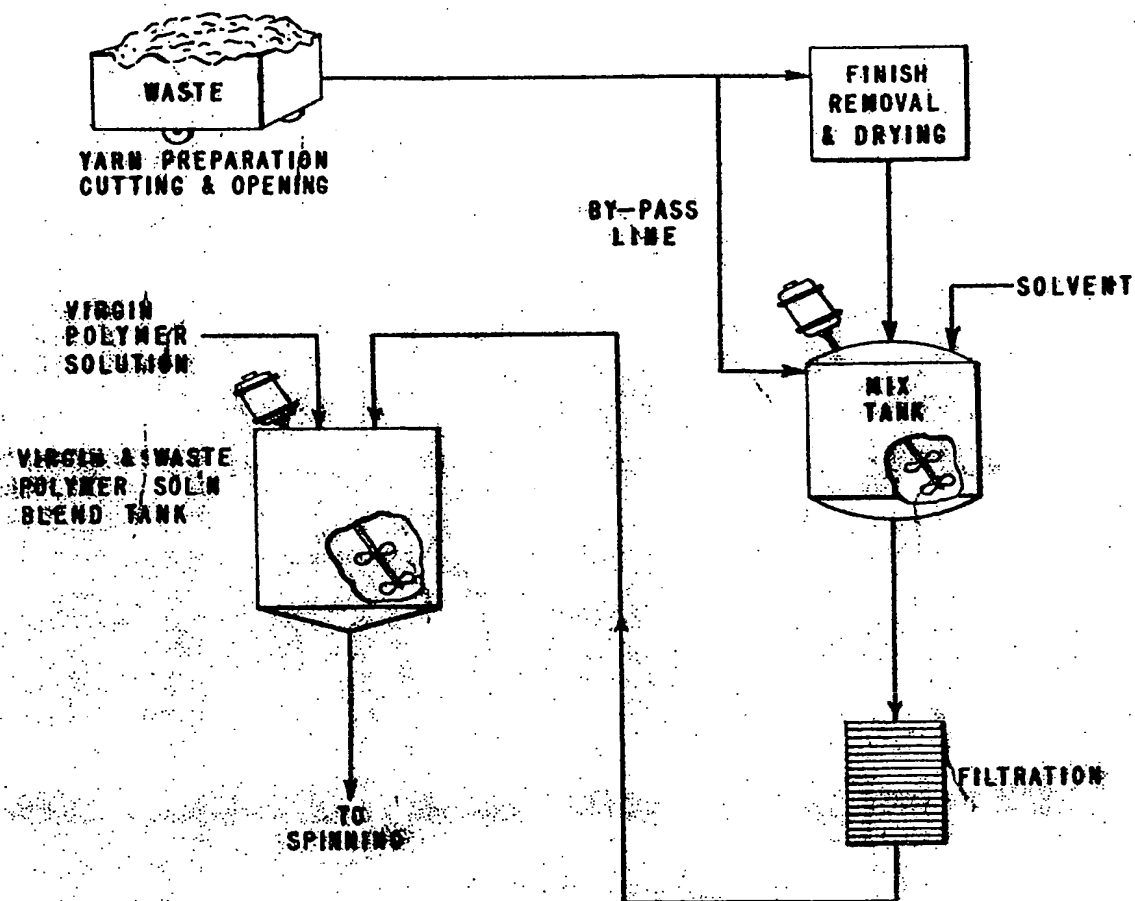 WASTE
YARN PREPARATION
CUTTING & OPENING
FINISH
REMOVAL
& DRYING
BY-PASS
LINE
SOLVENT
MIX
TANK
VIRGIN
POLYMER
SOLUTION
VIRGIN & WASTE
POLYMER SOL'N
BLEND TANK
FILTRATION
TO
SPINNING